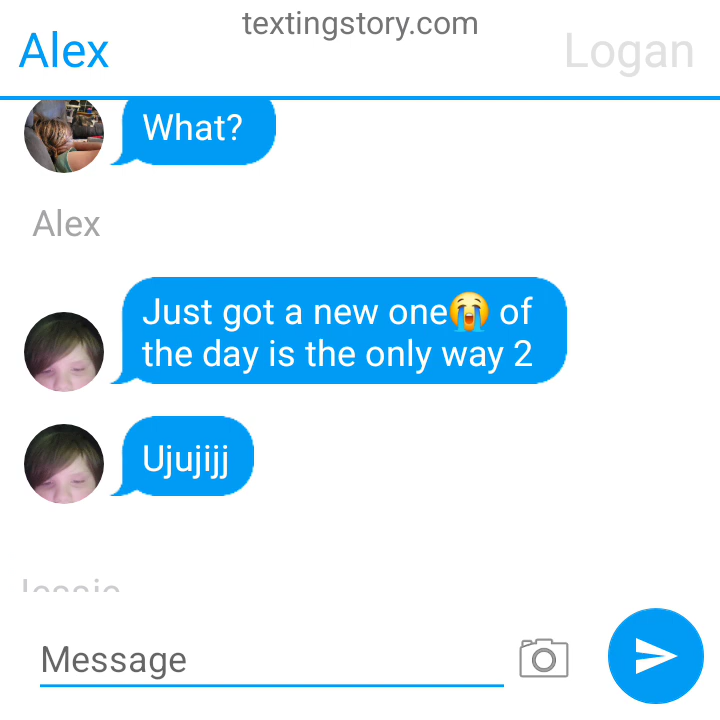 textingstory.com
Alex
Logan
What?
Alex
Just got a new one😭 of
the day is the only way 2
Ujujijj
Jessie
Message